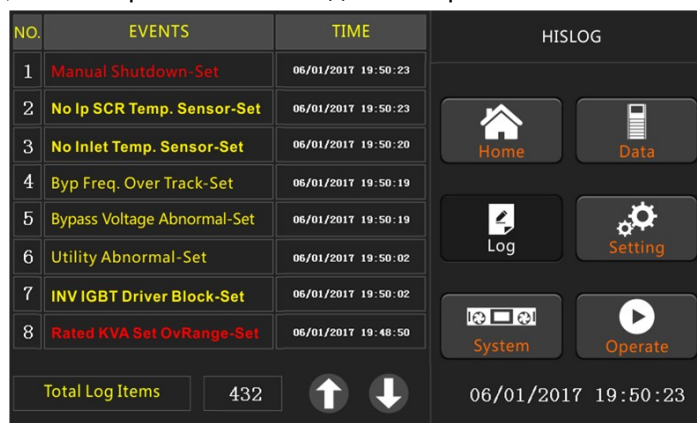 NO. EVENTS TIME HISLOG
1 Manual Shutdown-Set 06/01/2017 19:50:23
2 No Ip SCR Temp. Sensor-Set 06/01/2017 19:50:23
3 No Inlet Temp. Sensor-Set 06/01/2017 19:50:20
4 Byp Freq. Over Track-Set 06/01/2017 19:50:19
5 Bypass Voltage Abnormal-Set 06/01/2017 19:50:19
6 Utility Abnormal-Set 06/01/2017 19:50:02
7 INV IGBT Driver Block-Set 06/01/2017 19:50:02
8 Rated KVA Set OvRange-Set 06/01/2017 19:48:50
Total Log Items 432
Home Data
Log Setting
System Operate
06/01/2017 19:50:23